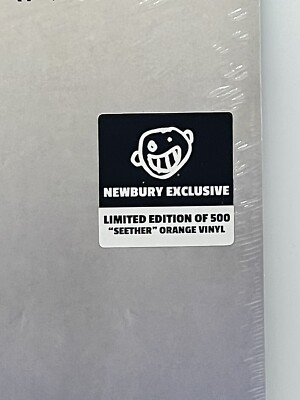 NEWBURY EXCLUSIVE
LIMITED EDITION OF 500
“SEETHER” ORANGE VINYL